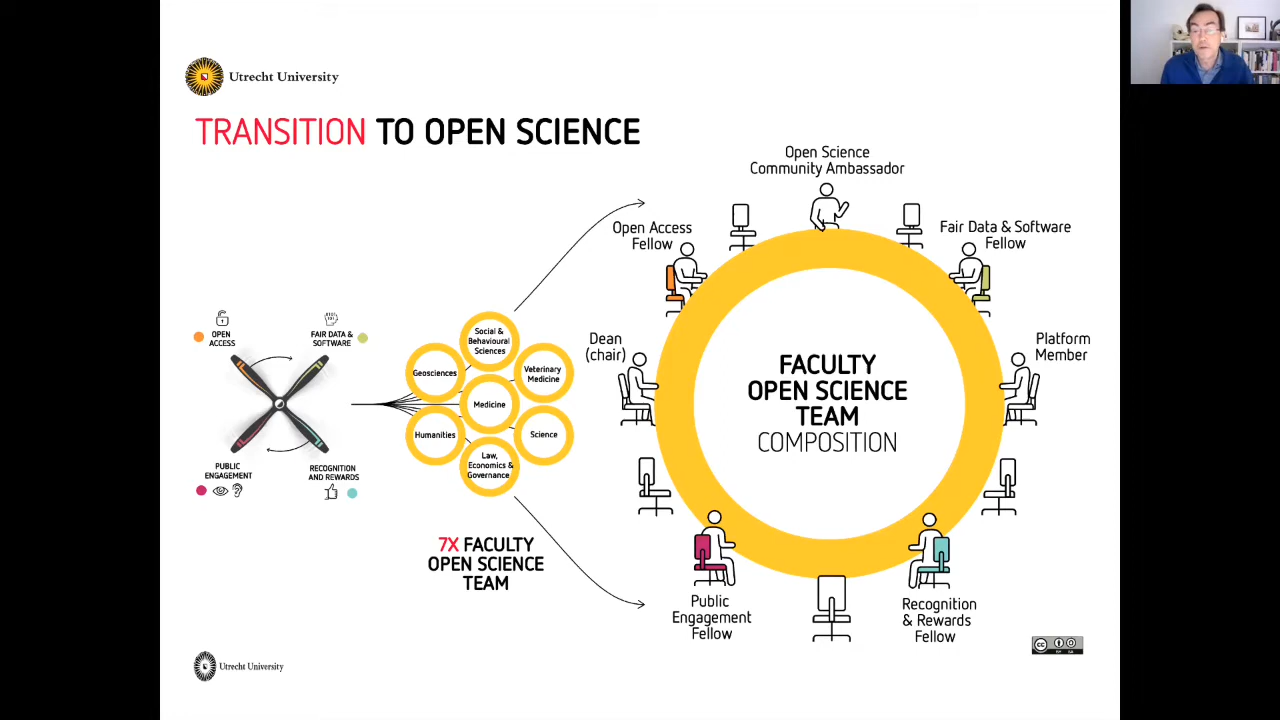 Utrecht University
TRANSITION TO OPEN SCIENCE
OPEN
ACCESS
FAIR DATA &
SOFTWARE
PUBLIC
ENGAGEMENT
RECOGNITION
AND REWARDS
Social &
Behavioural
Sciences
Geosciences
Veterinary
Medicine
Medicine
Humanities
Science
Law,
Economics &
Governance
7X FACULTY
OPEN SCIENCE
TEAM
Open Science
Community Ambassador
Open Access
Fellow
Fair Data & Software
Fellow
Dean
(chair)
Platform
Member
FACULTY
OPEN SCIENCE
TEAM
COMPOSITION
Public
Engagement
Fellow
Recognition
& Rewards
Fellow
Utrecht University
cc